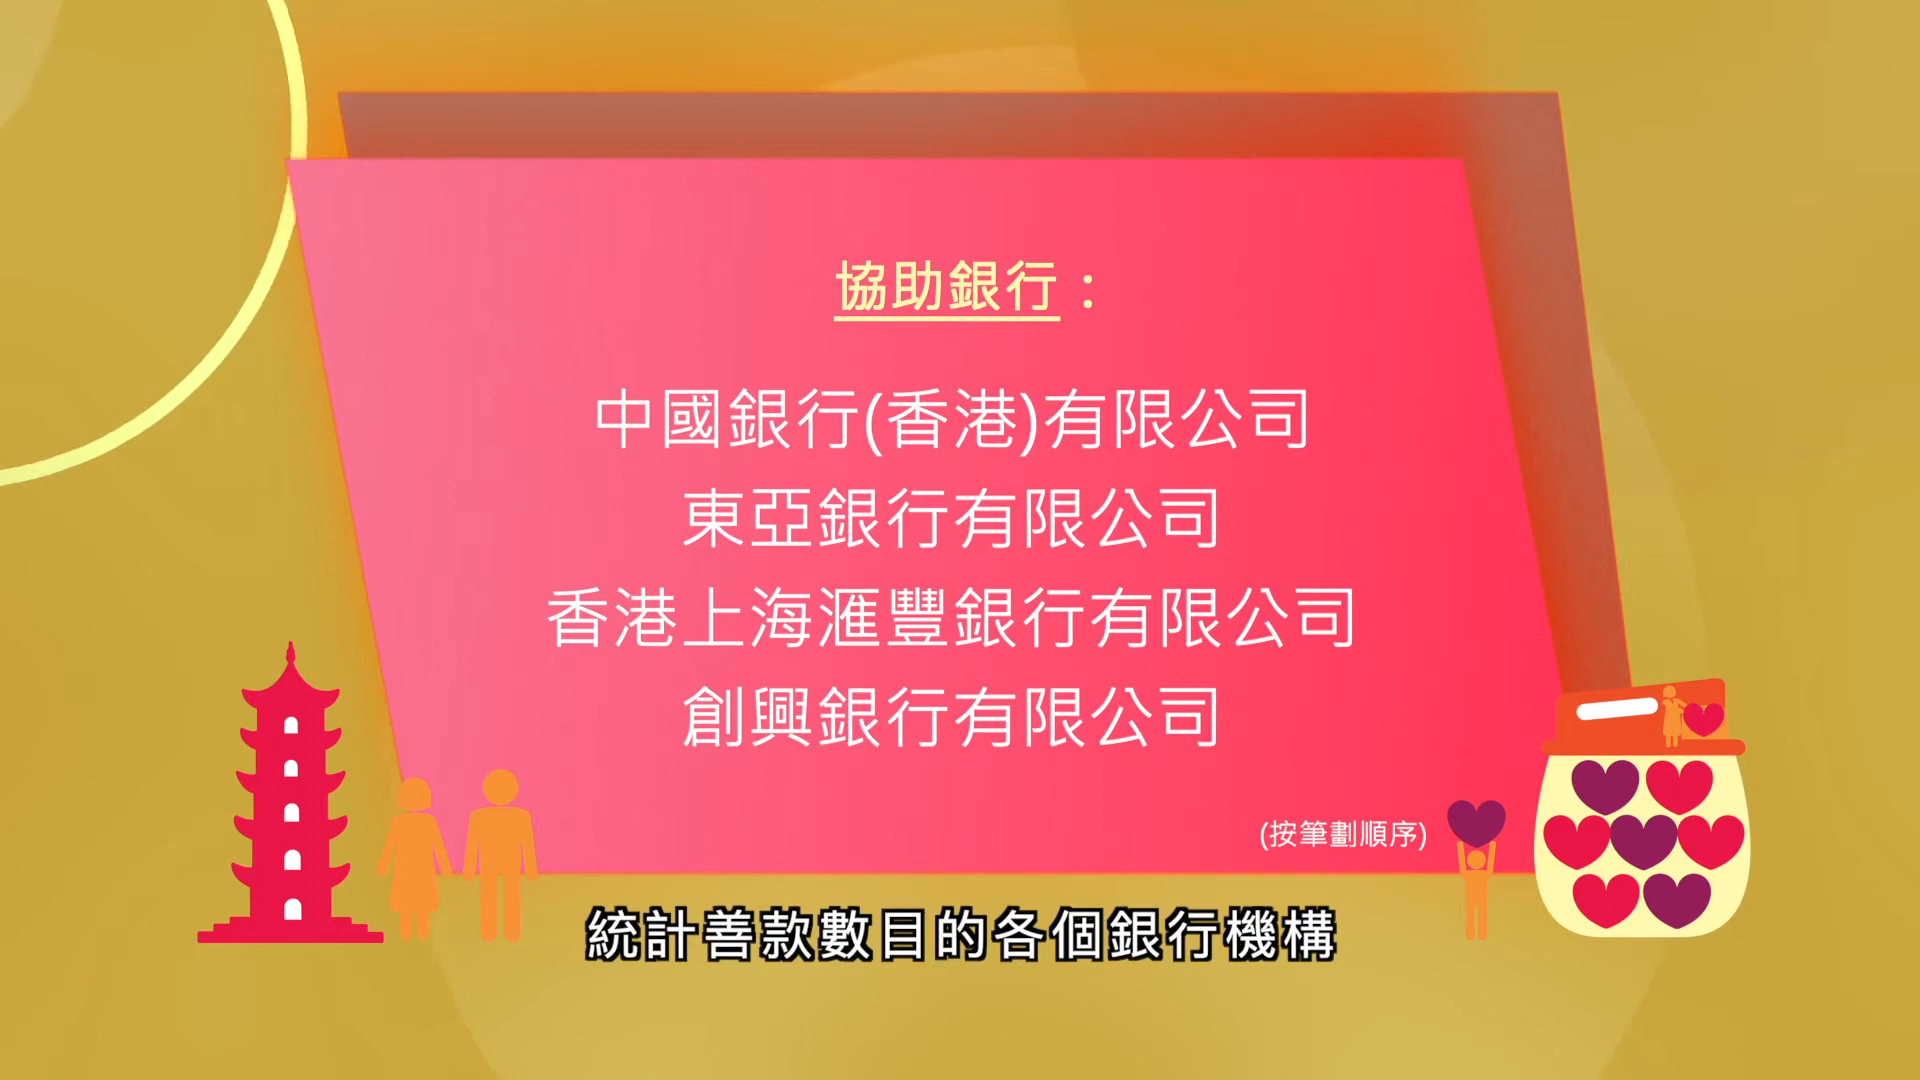 協助銀行：
中國銀行(香港)有限公司
東亞銀行有限公司
香港上海滙豐銀行有限公司
創興銀行有限公司
(按筆劃順序)
統計善款數目的各個銀行機構